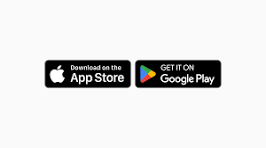 Download on the
App Store
GET IT ON
Google Play